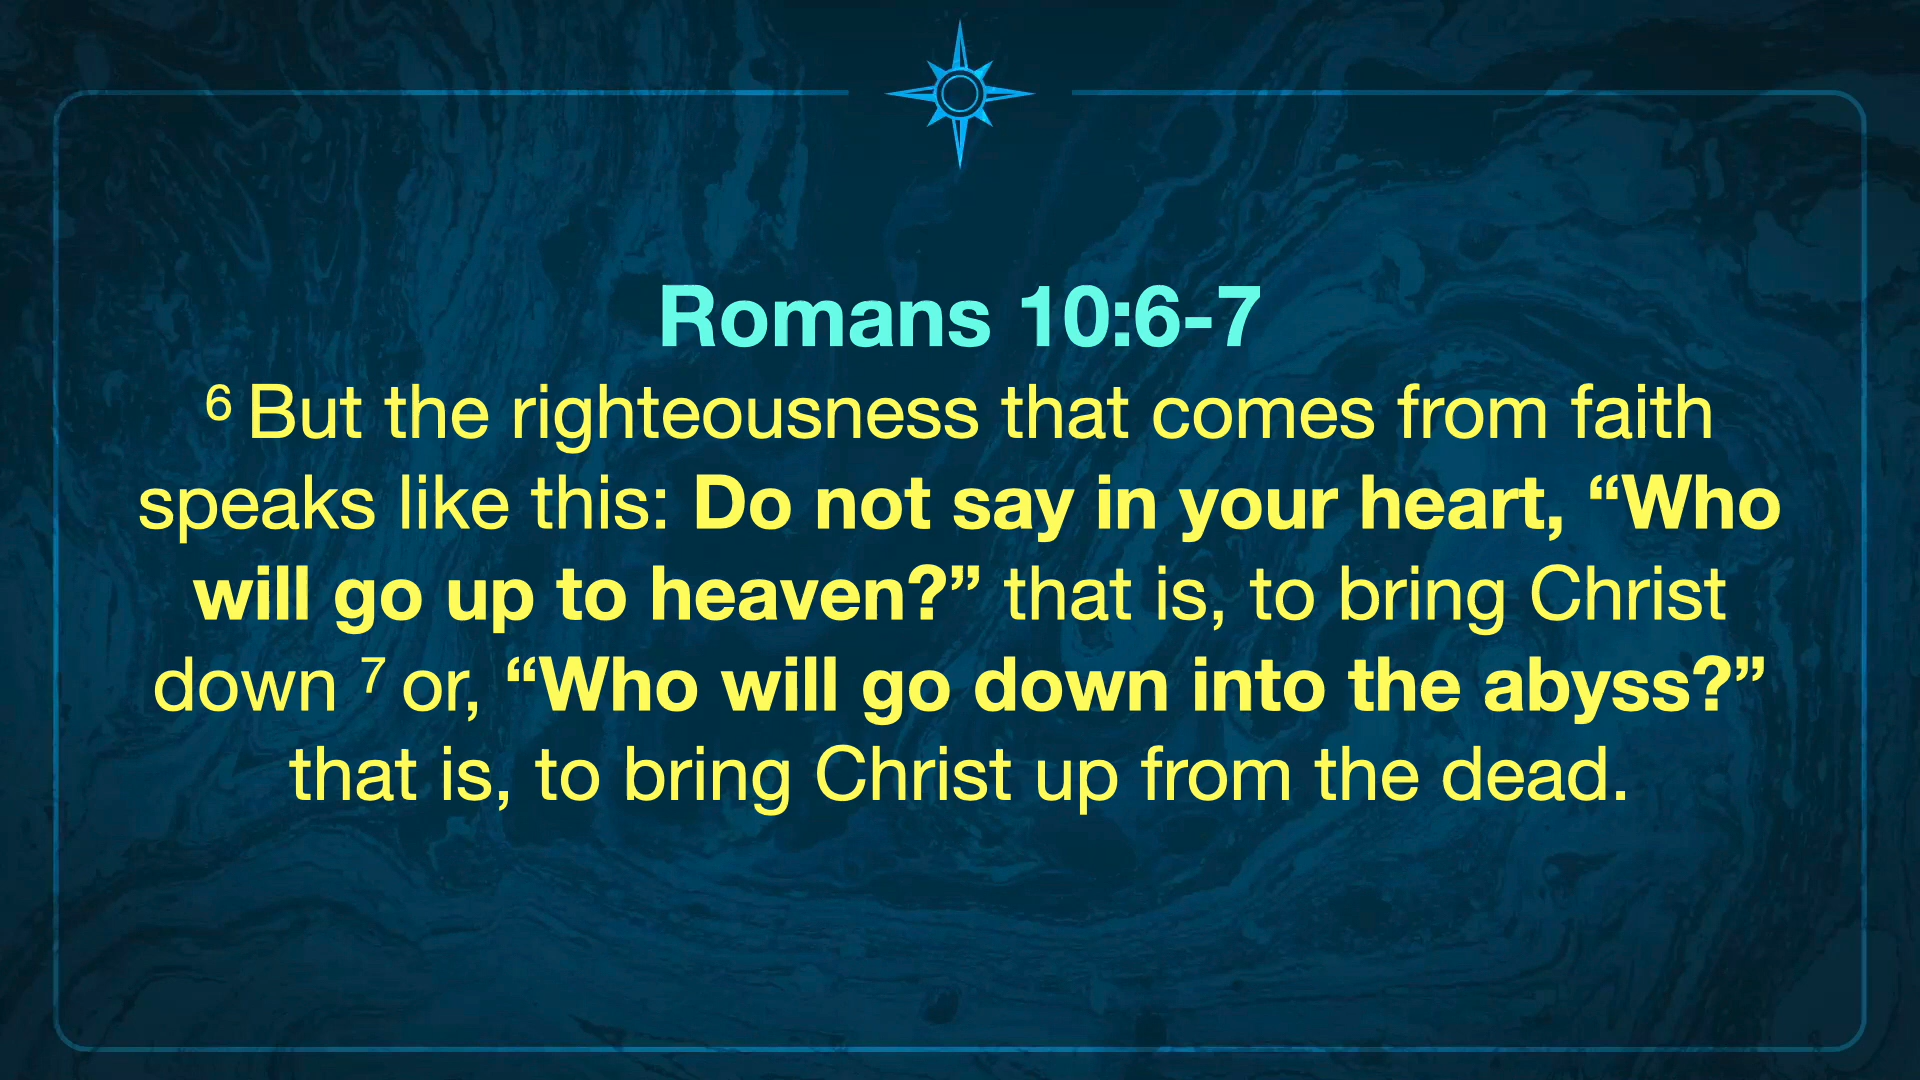 Romans 10:6-7
6 But the righteousness that comes from faith
speaks like this: Do not say in your heart, “Who
will go up to heaven?” that is, to bring Christ
down 7 or, “Who will go down into the abyss?”
that is, to bring Christ up from the dead.